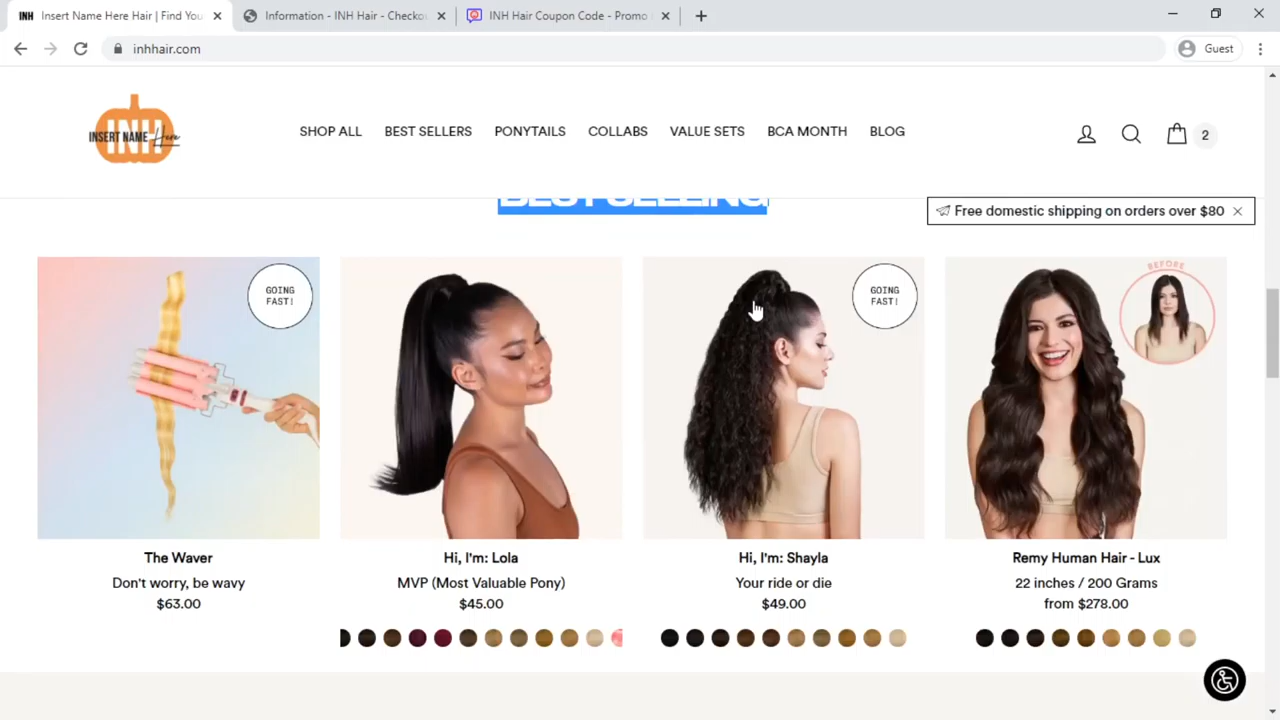 INH Insert Name Here Hair | Find You
Information - INH Hair - Checko
INH Hair Coupon Code - Promo
inhhair.com
Guest
INSERT NAME Here
INH
SHOP ALL
BEST SELLERS
PONYTAILS
COLLABS
VALUE SETS
BCA MONTH
BLOG
2
BEST SELLING
Free domestic shipping on orders over $80
GOING
FAST!
GOING
FAST!
BEFORE
The Waver
Don't worry, be wavy
$63.00
Hi, I'm: Lola
MVP (Most Valuable Pony)
$45.00
Hi, I'm: Shayla
Your ride or die
$49.00
Remy Human Hair - Lux
22 inches / 200 Grams
from $278.00